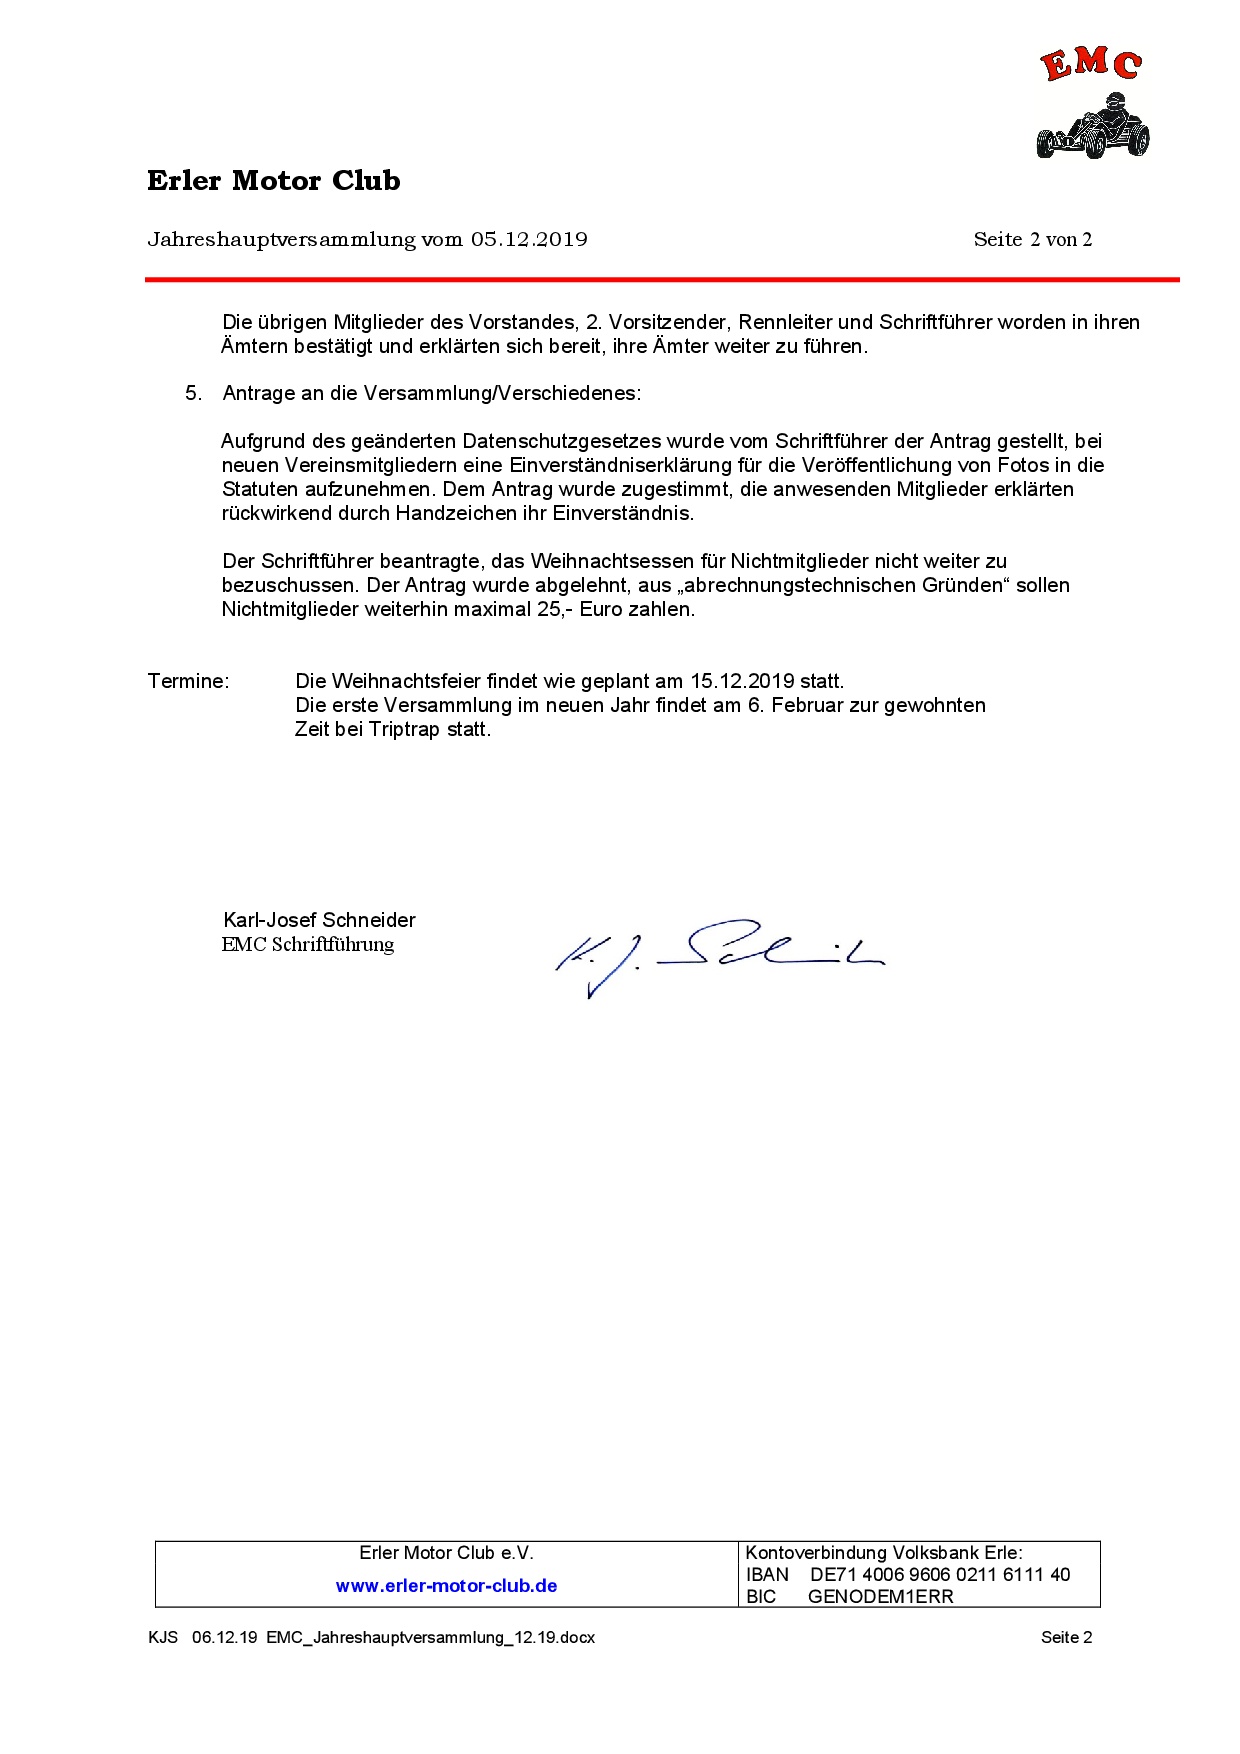 EMC
Erler Motor Club
Jahreshauptversammlung vom 05.12.2019 Seite 2 von 2
Die übrigen Mitglieder des Vorstandes, 2. Vorsitzender, Rennleiter und Schriftführer worden in ihren
Ämtern bestätigt und erklärten sich bereit, ihre Ämter weiter zu führen.
5. Antrage an die Versammlung/Verschiedenes:
Aufgrund des geänderten Datenschutzgesetzes wurde vom Schriftführer der Antrag gestellt, bei
neuen Vereinsmitgliedern eine Einverständniserklärung für die Veröffentlichung von Fotos in die
Statuten aufzunehmen. Dem Antrag wurde zugestimmt, die anwesenden Mitglieder erklärten
rückwirkend durch Handzeichen ihr Einverständnis.
Der Schriftführer beantragte, das Weihnachtsessen für Nichtmitglieder nicht weiter zu
bezuschussen. Der Antrag wurde abgelehnt, aus „abrechnungstechnischen Gründen“ sollen
Nichtmitglieder weiterhin maximal 25,- Euro zahlen.
Termine: Die Weihnachtsfeier findet wie geplant am 15.12.2019 statt.
Die erste Versammlung im neuen Jahr findet am 6. Februar zur gewohnten
Zeit bei Triptrap statt.
Karl-Josef Schneider
EMC Schriftführung
K. J.
Erler Motor Club e.V.
www.erler-motor-club.de
Kontoverbindung Volksbank Erle:
IBAN DE71 4006 9606 0211 6111 40
BIC GENODEM1ERR
KJS 06.12.19 EMC_Jahreshauptversammlung_12.19.docx Seite 2